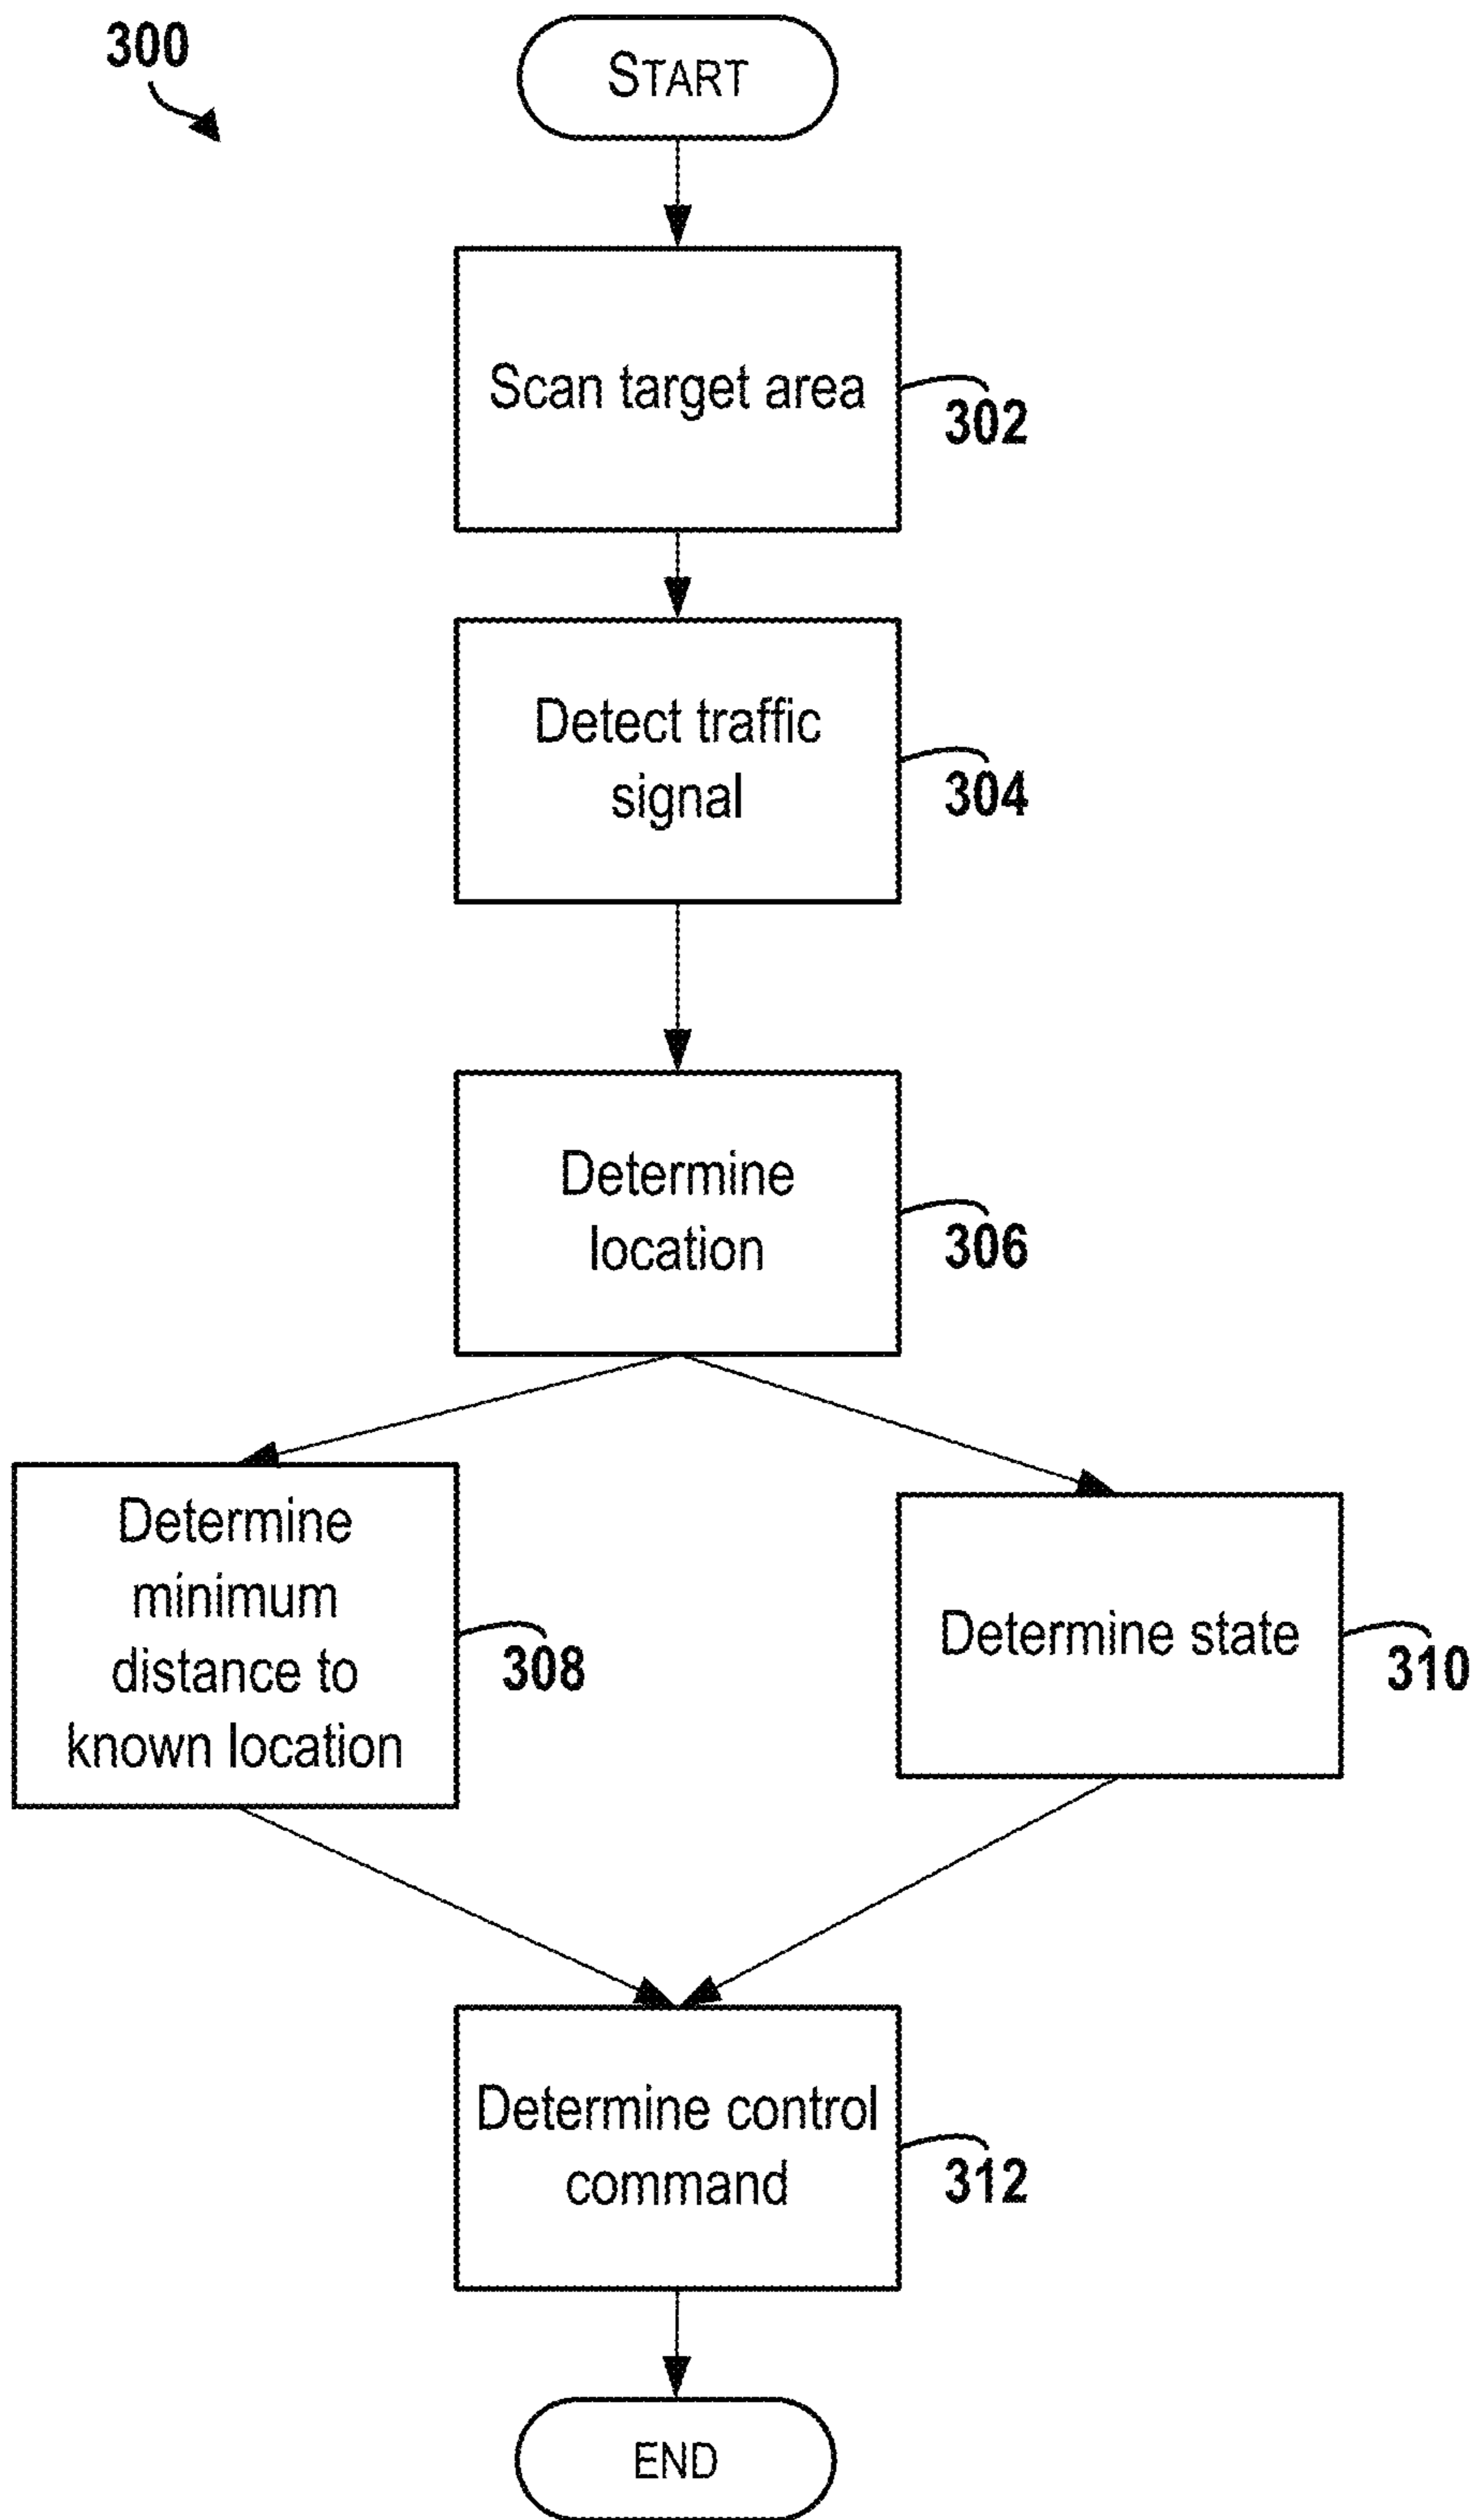 300
START
Scan target area
302
Detect traffic
signal
304
Determine
location
306
Determine
minimum
distance to
known location
308
Determine state
310
Determine control
command
312
END